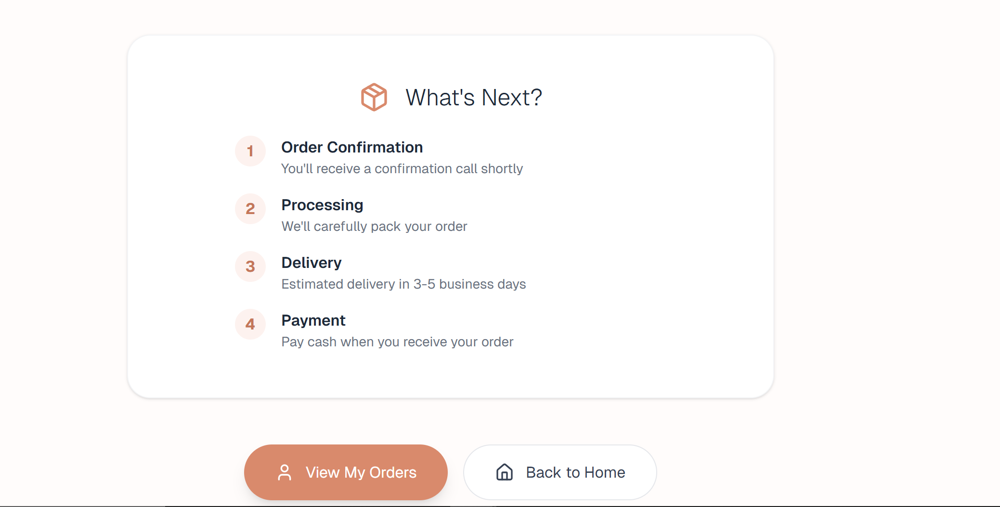 What's Next?
1
Order Confirmation
You'll receive a confirmation call shortly
2
Processing
We'll carefully pack your order
3
Delivery
Estimated delivery in 3-5 business days
4
Payment
Pay cash when you receive your order
View My Orders
Back to Home